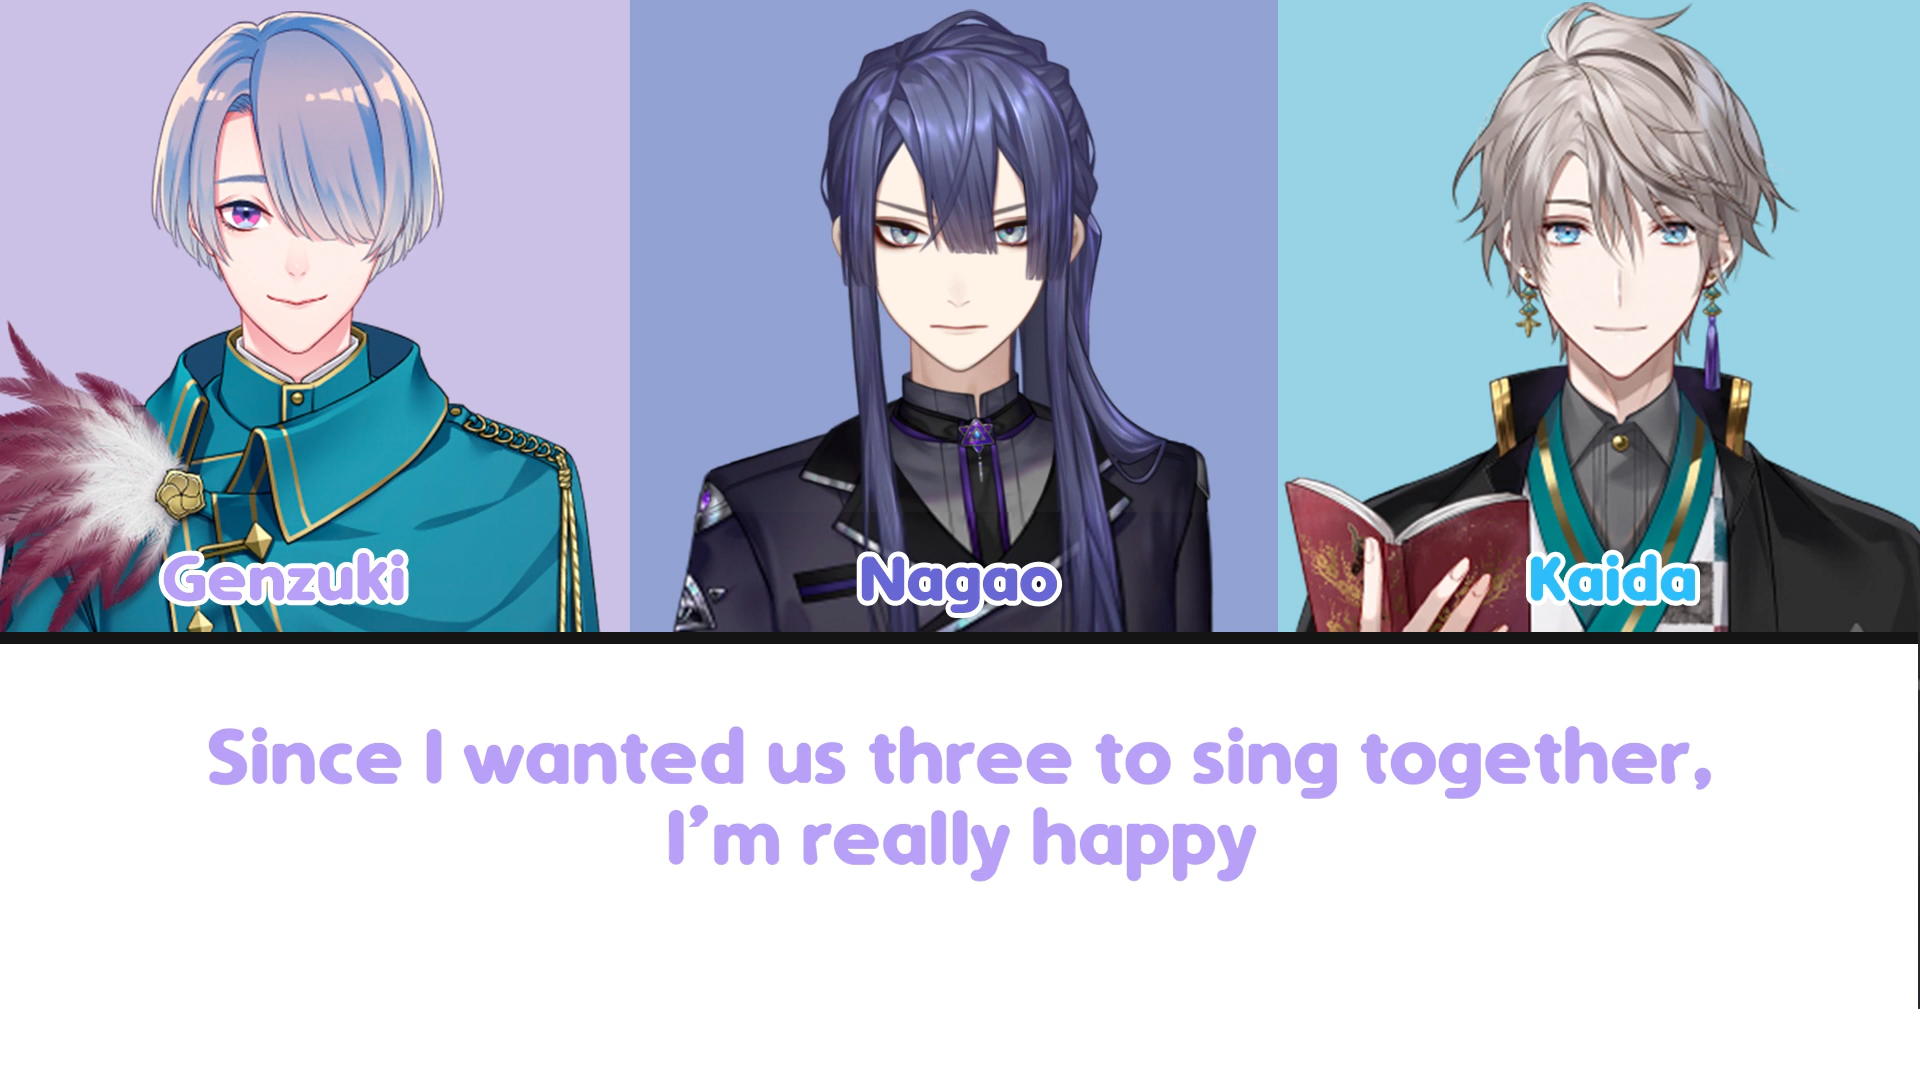 Genzuki
Nagao
Kaida
Since I wanted us three to sing together,
I'm really happy